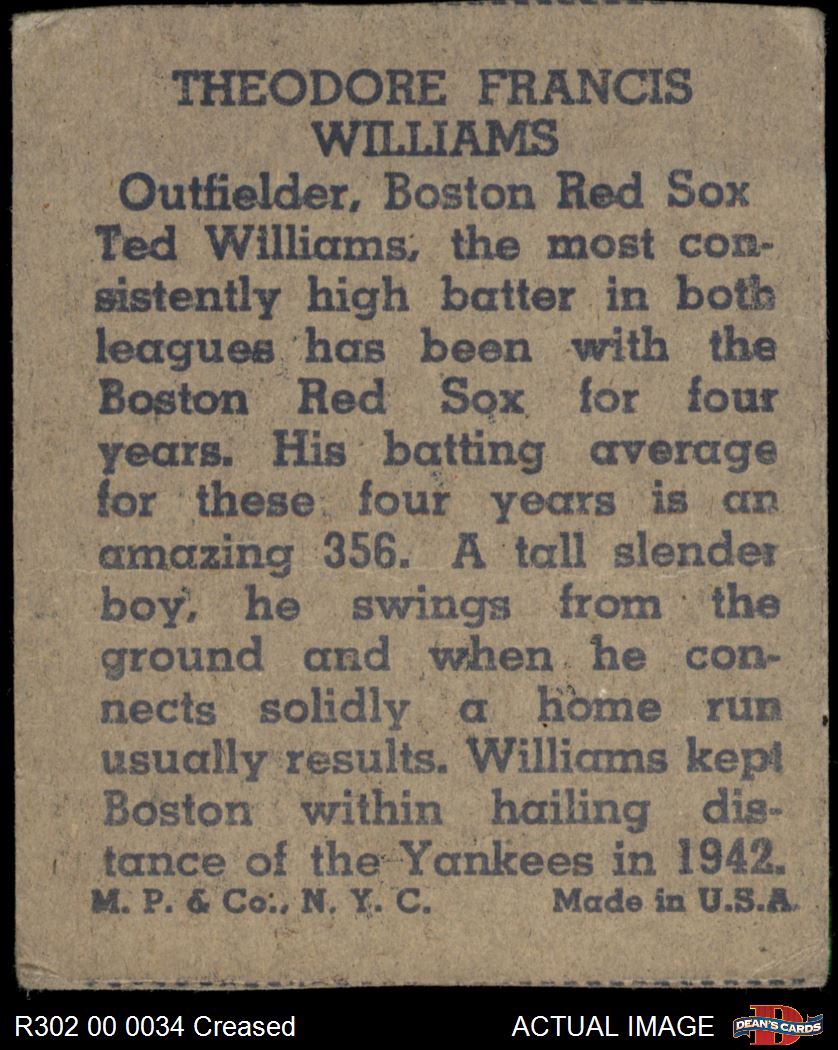 THEODORE FRANCIS
WILLIAMS
Outfielder, Boston Red Sox
Ted Williams, the most con-
sistently high batter in both
leagues has been with the
Boston Red Sox for four
years. His batting average
for these four years is an
amazing 356. A tall slender
boy, he swings from the
ground and when he con-
nects solidly a home run
usually results. Williams kept
Boston within hailing dis-
tance of the Yankees in 1942.
M. P. & Co., N. Y. C. Made in U.S.A.
R302 00 0034 Creased ACTUAL IMAGE D DEAN'S CARDS